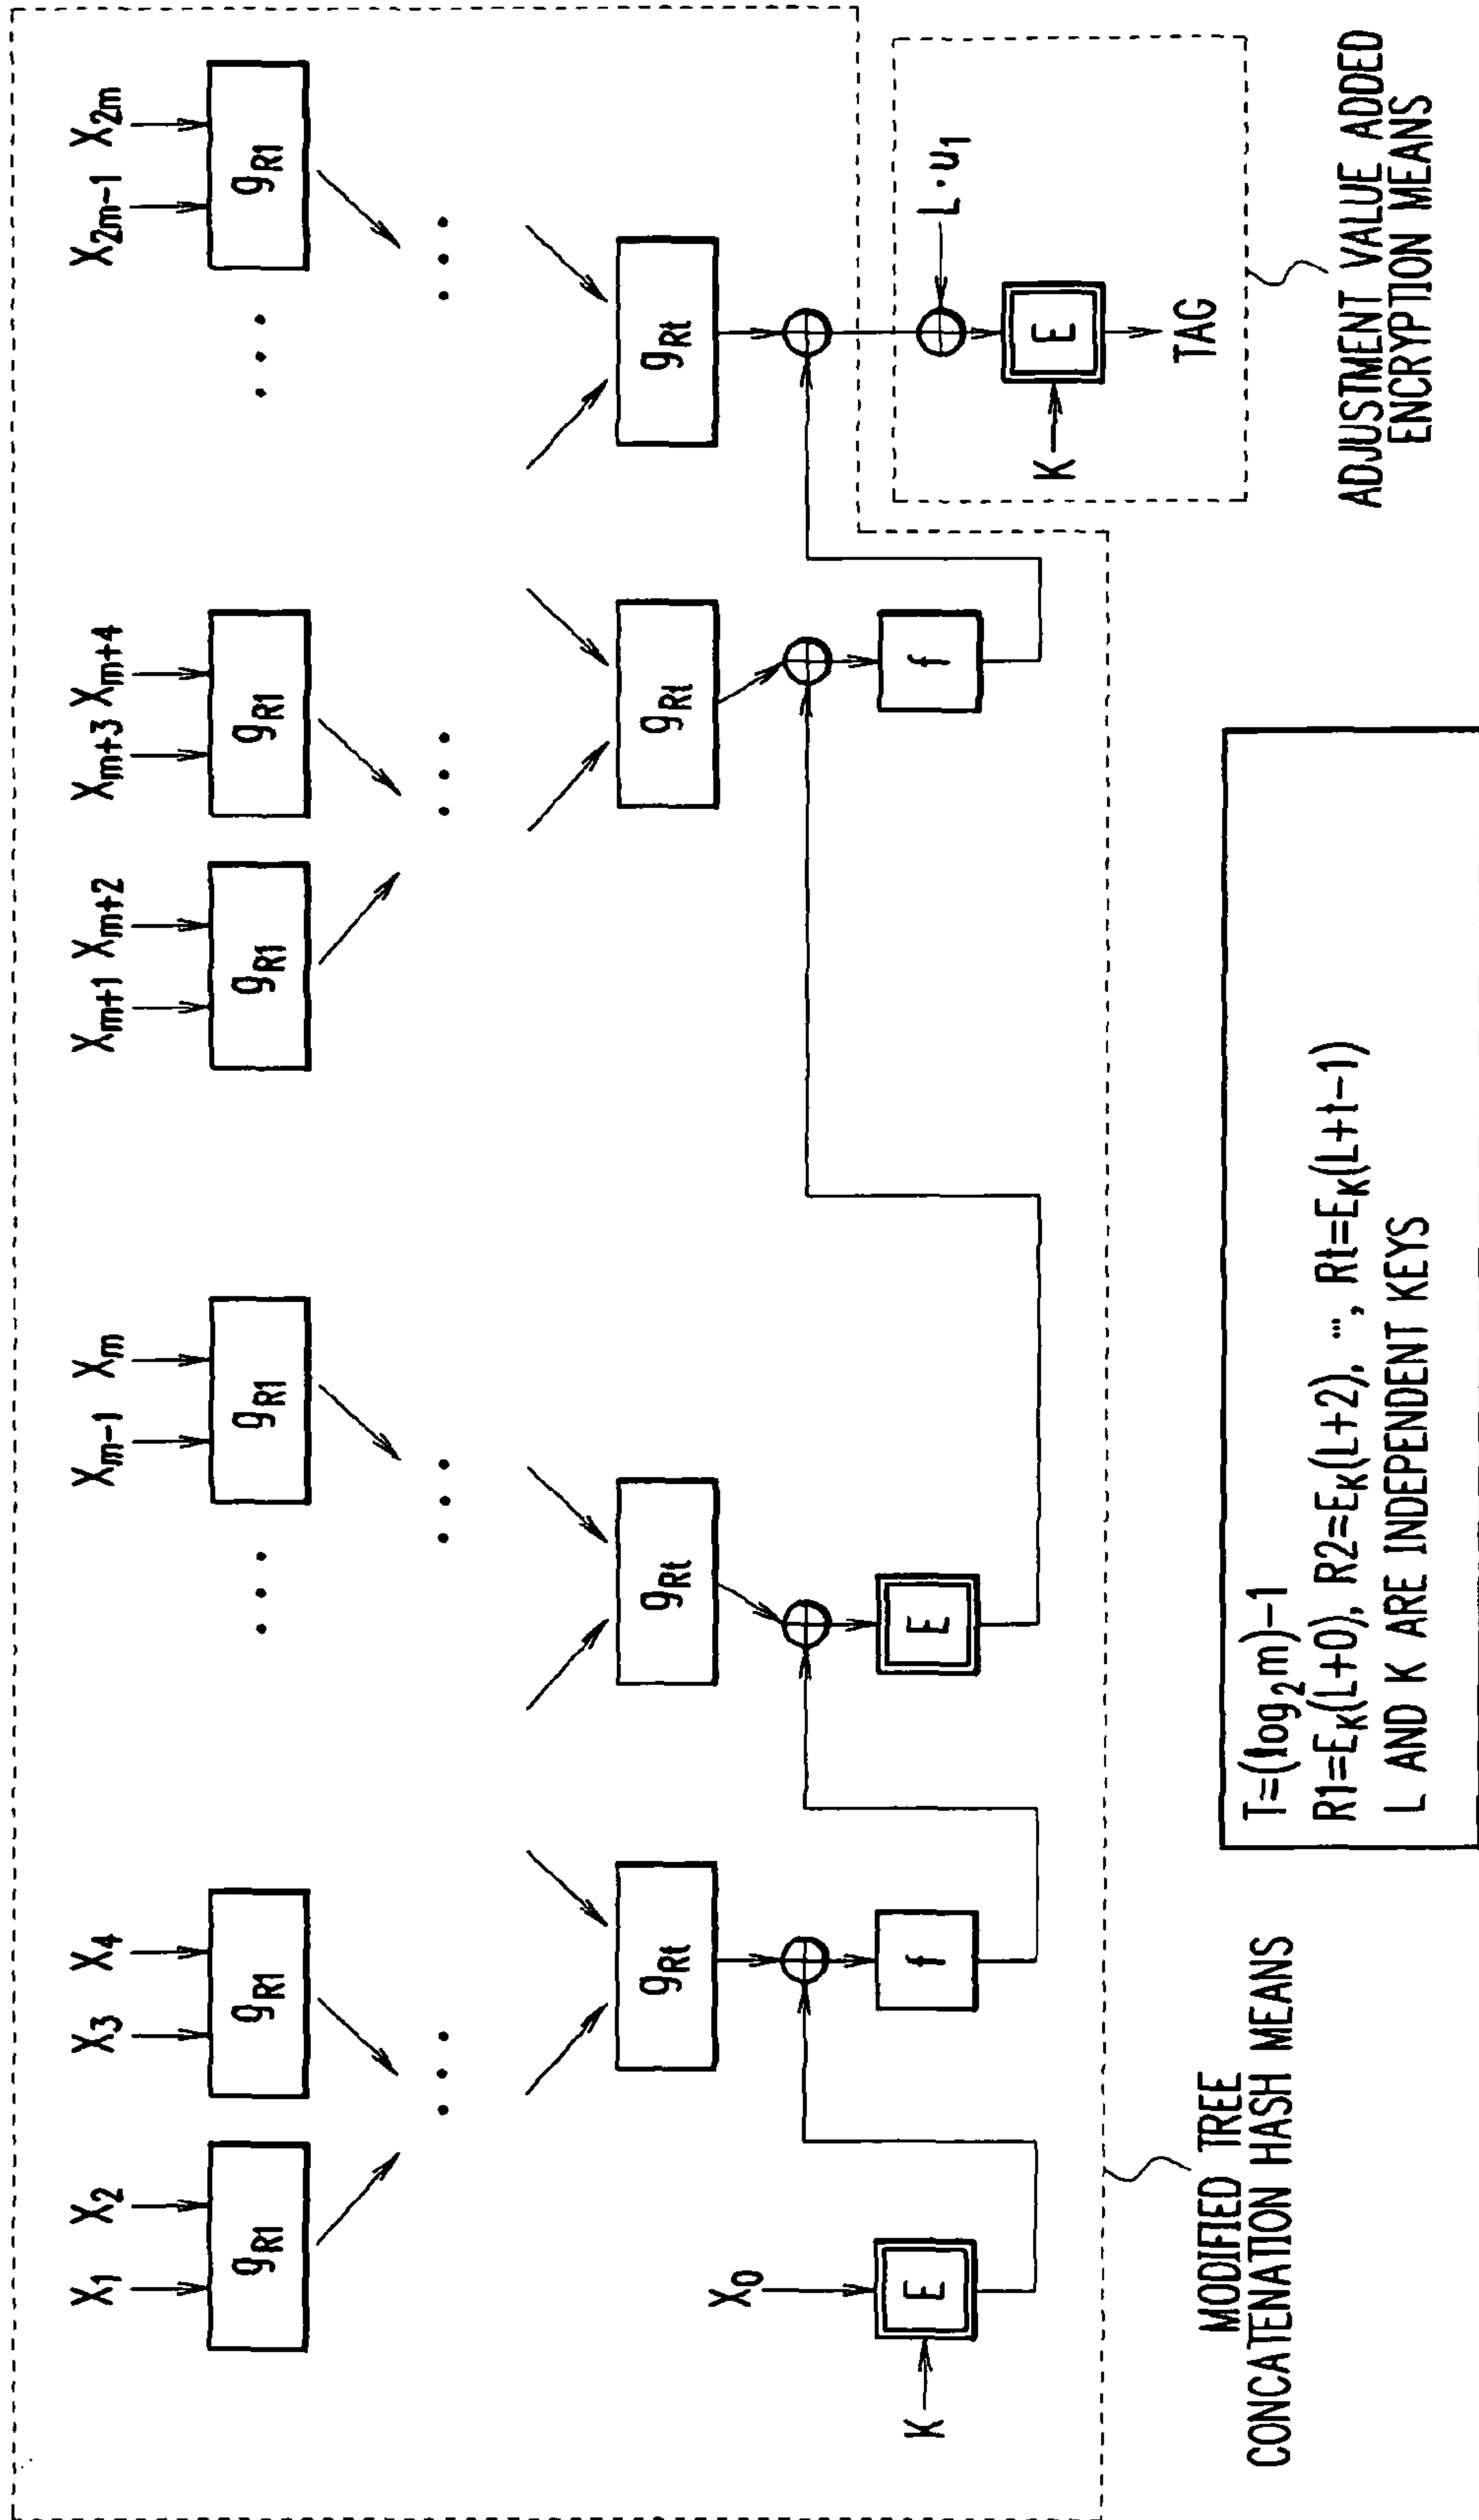 X1 X2 X3 X4 Xm-1 Xm Xm+1 Xm+2 Xm+3 Xm+4 X2m-1 X2m
gR1 gR1 ••• gR1 gR1 gR1 ••• gR1
••• ••• ••• •••
gRt gRt gRt gRt
X0
L·u1
K E f E f K E
TAG
MODIFIED TREE
CONCATENATION HASH MEANS
ADJUSTMENT VALUE ADDED
ENCRYPTION MEANS
T=(log2m)-1
R1=EK(L+0), R2=EK(L+2), ···, Rt=EK(L+t-1)
L AND K ARE INDEPENDENT KEYS